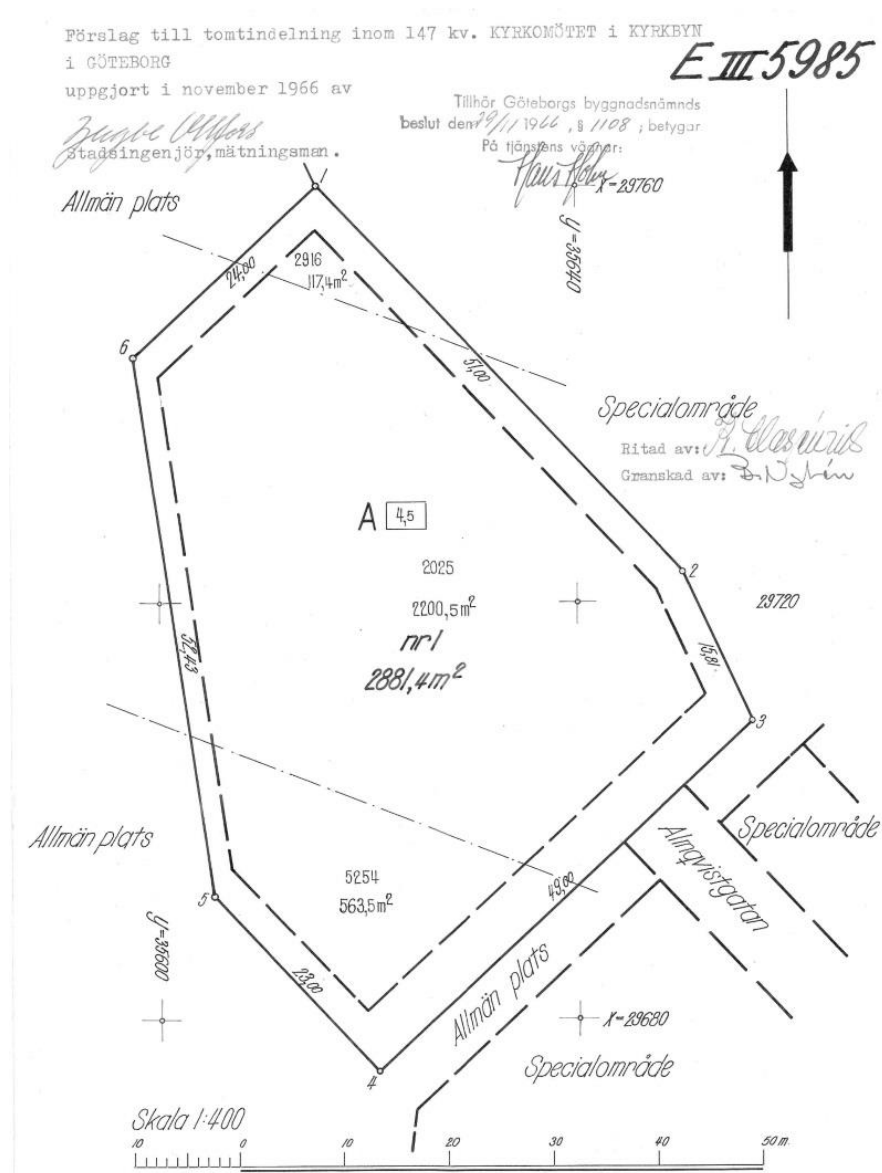 Förslag till tomtindelning inom 147 kv. KYRKOMÖTET i KYRKBYN
i GÖTEBORG
uppgjort i november 1966 av
E III 5985
Tillhör Göteborgs byggnadsnämnds
beslut den 29/11 1966, § 1108 ; betygar
På tjänstens vägnar:
Stadsingenjör, mätningsman.
X=29760
Allmän plats
y=35640
24,00
2916
117,4m²
6
51,00
Specialområde
Ritad av:
Granskad av:
A 4,5
2025
2
29720
2200,5m²
nr1
52,43
15,81
2881,4m²
3
Allmän plats
Specialområde
Almqvistgatan
5254
563,5m²
49,00
5
y=35600
23,00
Allmän plats
X=29680
Specialområde
4
Skala 1:400
10 0 10 20 30 40 50 m.